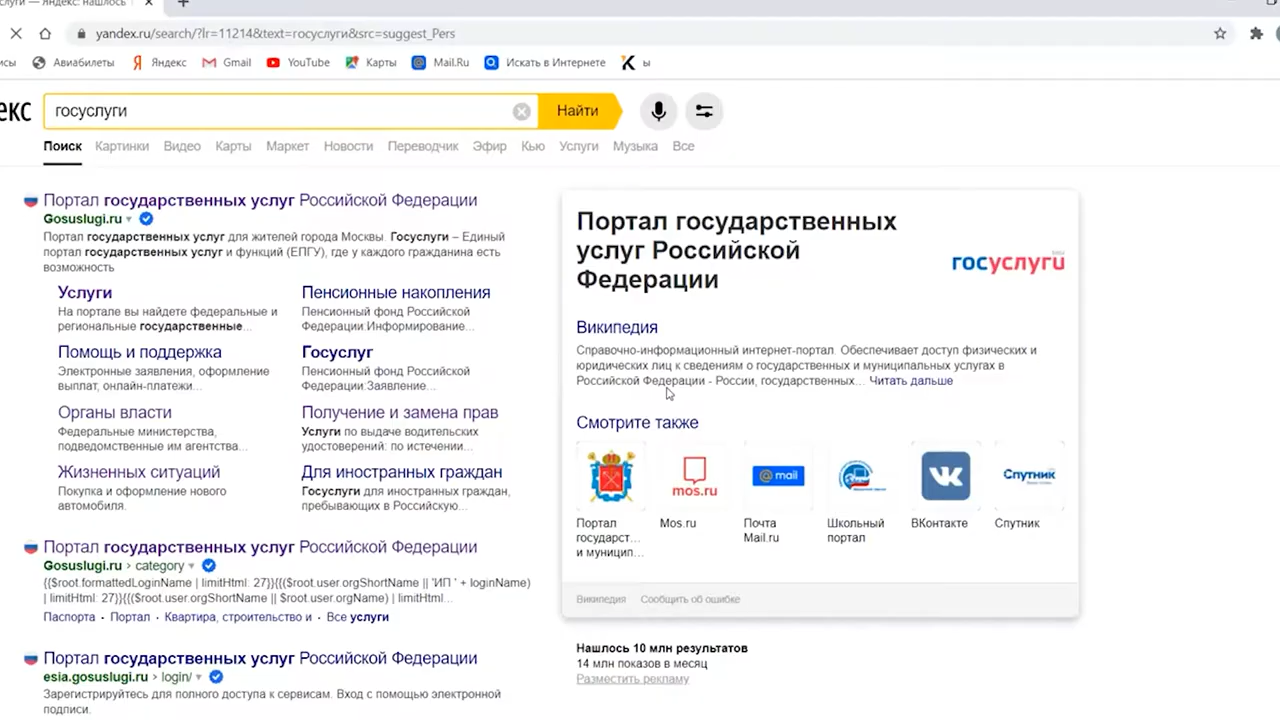 слуги — Яндекс: нашлось
yandex.ru/search/?lr=11214&text=госуслуги&src=suggest_Pers
исы Авиабилеты Яндекс Gmail YouTube Карты Mail.Ru Искать в Интернете ы
екс госуслуги Найти
Поиск Картинки Видео Карты Маркет Новости Переводчик Эфир Кью Услуги Музыка Все
Портал государственных услуг Российской Федерации
Gosuslugi.ru
Портал государственных услуг для жителей города Москвы. Госуслуги – Единый
портал государственных услуг и функций (ЕПГУ), где у каждого гражданина есть
возможность
Услуги
На портале вы найдете федеральные и
региональные государственные...
Пенсионные накопления
Пенсионный фонд Российской
Федерации Информирование...
Помощь и поддержка
Электронные заявления, оформление
выплат, онлайн-платежи...
Госуслуг
Пенсионный фонд Российской
Федерации:Заявление...
Органы власти
Федеральные министерства,
подведомственные им агентства...
Получение и замена прав
Услуги по выдаче водительских
удостоверений: по истечении...
Жизненных ситуаций
Покупка и оформление нового
автомобиля.
Для иностранных граждан
Госуслуги для иностранных граждан,
пребывающих в Российскую...
Портал государственных услуг Российской Федерации
Gosuslugi.ru › category
{{$root.formattedLoginName | limitHtml: 27}}{{($root.user.orgShortName || 'ИП ' + loginName)
| limitHtml: 27}}{{($root.user.orgShortName || $root.user.orgName) | limitHtml...
Паспорта · Портал · Квартира, строительство и · Все услуги
Портал государственных услуг Российской Федерации
esia.gosuslugi.ru › login/
Зарегистрируйтесь для полного доступа к сервисам. Вход с помощью электронной
подписи.
Портал государственных
услуг Российской
Федерации
госуслуги
Википедия
Справочно-информационный интернет-портал. Обеспечивает доступ физических и
юридических лиц к сведениям о государственных и муниципальных услугах в
Российской Федерации - России, государственных... Читать дальше
Смотрите также
mos.ru
@ mail
Спутник
Портал
государст...
и муницип...
Mos.ru
Почта
Mail.ru
Школьный
портал
ВКонтакте
Спутник
Википедия Сообщить об ошибке
Нашлось 10 млн результатов
14 млн показов в месяц
Разместить рекламу